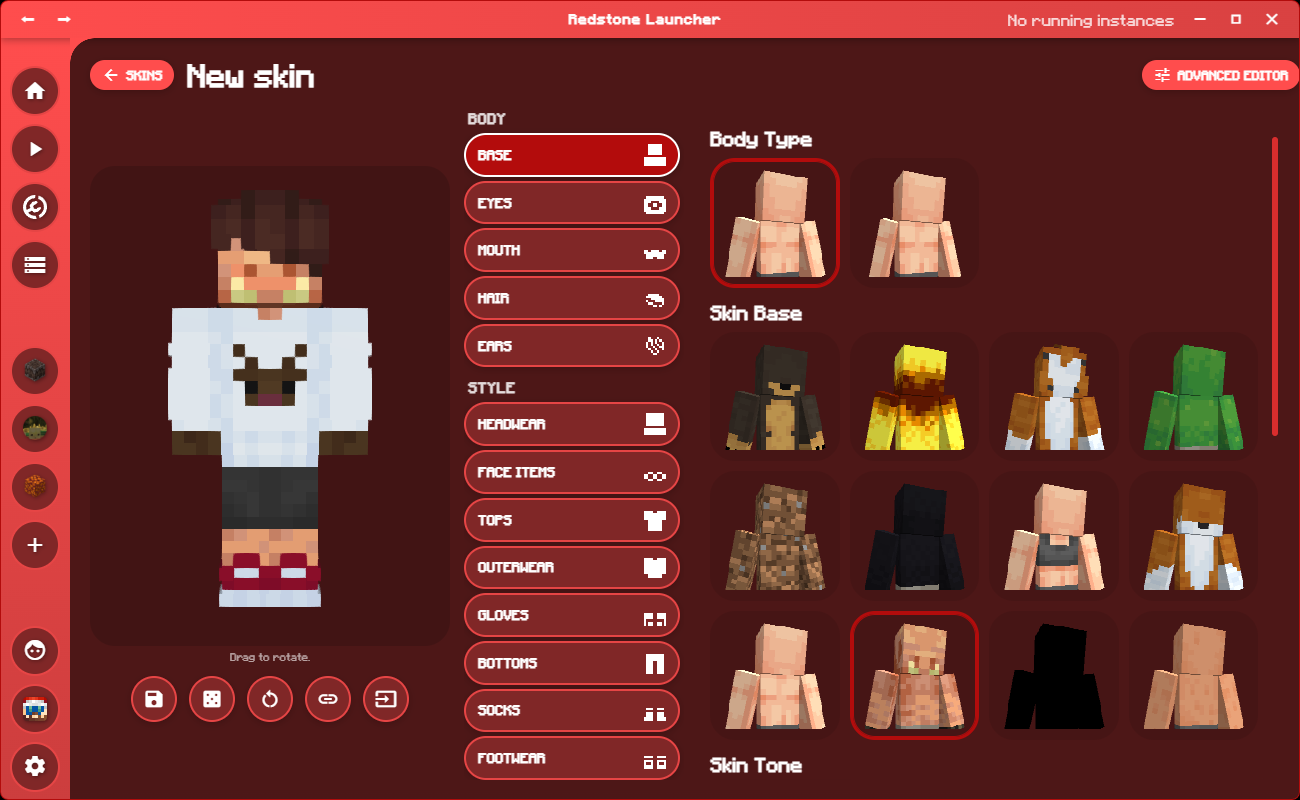 Redstone Launcher
No running instances
SKINS
New skin
ADVANCED EDITOR
BODY
BASE
EYES
MOUTH
HAIR
EARS
STYLE
HEADWEAR
FACE ITEMS
TOPS
OUTERWEAR
GLOVES
BOTTOMS
SOCKS
FOOTWEAR
Body Type
Skin Base
Skin Tone
Drag to rotate.